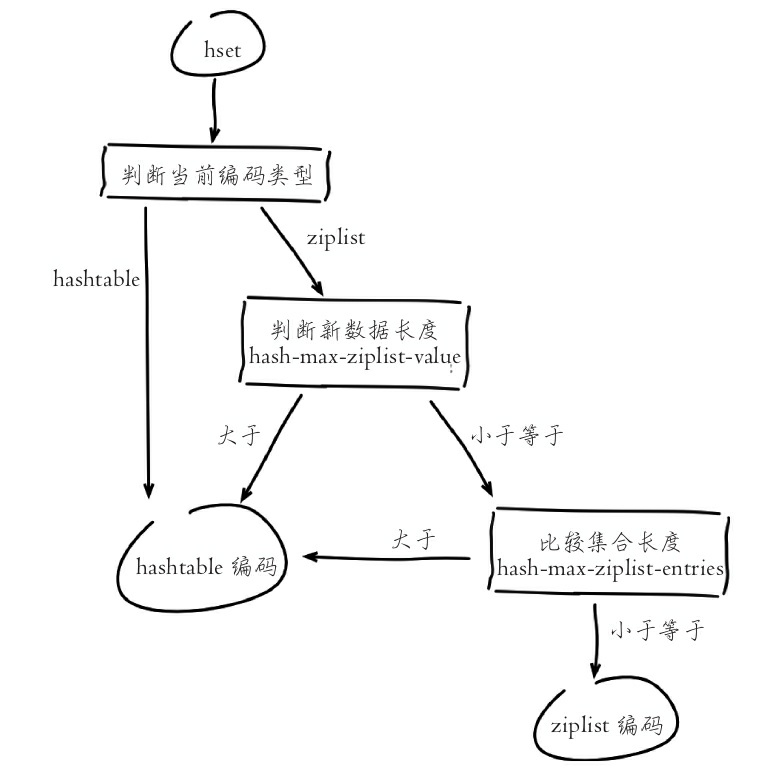 hset
判断当前编码类型
ziplist
hashtable
判断新数据长度
hash-max-ziplist-value
大于
小于等于
大于
比较集合长度
hash-max-ziplist-entries
hashtable 编码
小于等于
ziplist 编码